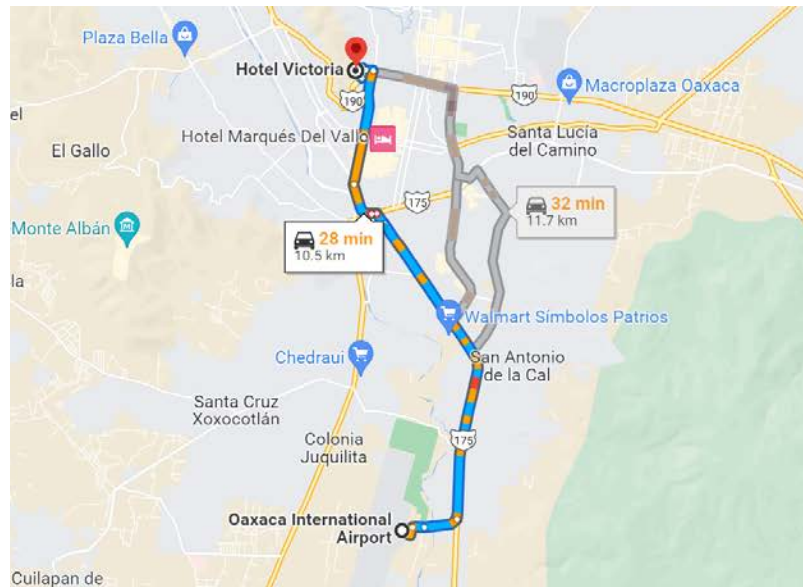 Plaza Bella
Hotel Victoria
190
190
Macroplaza Oaxaca
el
Hotel Marqués Del Valle
Santa Lucía
del Camino
El Gallo
175
32 min
11.7 km
Monte Albán
28 min
10.5 km
la
Walmart Símbolos Patrios
Chedraui
San Antonio
de la Cal
Santa Cruz
Xoxocotlán
Colonia
Juquilita
175
Oaxaca International
Airport
Cuilapan de